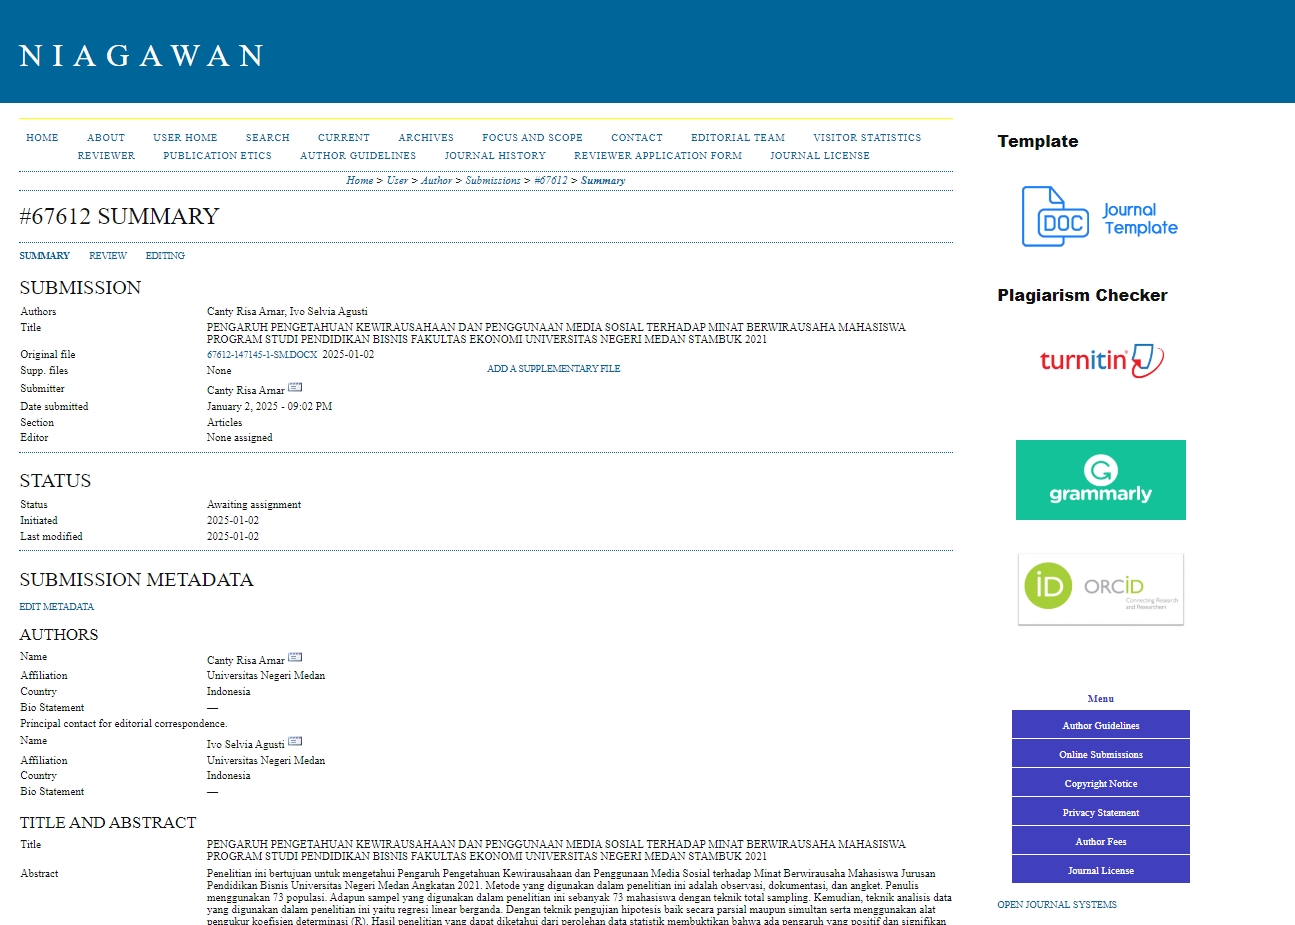 NIAGAWAN
HOME ABOUT USER HOME SEARCH CURRENT ARCHIVES FOCUS AND SCOPE CONTACT EDITORIAL TEAM VISITOR STATISTICS
REVIEWER PUBLICATION ETICS AUTHOR GUIDELINES JOURNAL HISTORY REVIEWER APPLICATION FORM JOURNAL LICENSE
Home > User > Author > Submissions > #67612 > Summary
#67612 SUMMARY
SUMMARY REVIEW EDITING
SUBMISSION
Authors Canty Risa Arnar, Ivo Selvia Agusti
Title PENGARUH PENGETAHUAN KEWIRAUSAHAAN DAN PENGGUNAAN MEDIA SOSIAL TERHADAP MINAT BERWIRAUSAHA MAHASISWA
PROGRAM STUDI PENDIDIKAN BISNIS FAKULTAS EKONOMI UNIVERSITAS NEGERI MEDAN STAMBUK 2021
Original file 67612-147145-1-SM.DOCX 2025-01-02
Supp. files None ADD A SUPPLEMENTARY FILE
Submitter Canty Risa Arnar
Date submitted January 2, 2025 - 09:02 PM
Section Articles
Editor None assigned
STATUS
Status Awaiting assignment
Initiated 2025-01-02
Last modified 2025-01-02
SUBMISSION METADATA
EDIT METADATA
AUTHORS
Name Canty Risa Arnar
Affiliation Universitas Negeri Medan
Country Indonesia
Bio Statement —
Principal contact for editorial correspondence.
Name Ivo Selvia Agusti
Affiliation Universitas Negeri Medan
Country Indonesia
Bio Statement —
TITLE AND ABSTRACT
Title PENGARUH PENGETAHUAN KEWIRAUSAHAAN DAN PENGGUNAAN MEDIA SOSIAL TERHADAP MINAT BERWIRAUSAHA MAHASISWA
PROGRAM STUDI PENDIDIKAN BISNIS FAKULTAS EKONOMI UNIVERSITAS NEGERI MEDAN STAMBUK 2021
Abstract Penelitian ini bertujuan untuk mengetahui Pengaruh Pengetahuan Kewirausahaan dan Penggunaan Media Sosial terhadap Minat Berwirausaha Mahasiswa Jurusan
Pendidikan Bisnis Universitas Negeri Medan Angkatan 2021. Metode yang digunakan dalam penelitian ini adalah observasi, dokumentasi, dan angket. Penulis
menggunakan 73 populasi. Adapun sampel yang digunakan dalam penelitian ini sebanyak 73 mahasiswa dengan teknik total sampling. Kemudian, teknik analisis data
yang digunakan dalam penelitian ini yaitu regresi linear berganda. Dengan teknik pengujian hipotesis baik secara parsial maupun simultan serta menggunakan alat
pengukur koefisien determinasi (R). Hasil penelitian yang dapat diketahui dari perolehan data statistik membuktikan bahwa ada pengaruh yang positif dan signifikan
Template
DOC Journal
Template
Plagiarism Checker
turnitin
G
grammarly
iD ORCID
Connecting Research
and Researchers
Menu
Author Guidelines
Online Submissions
Copyright Notice
Privacy Statement
Author Fees
Journal License
OPEN JOURNAL SYSTEMS